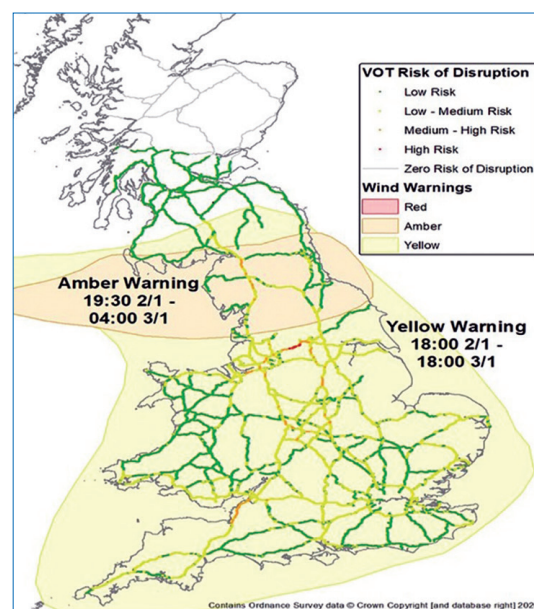 VOT Risk of Disruption
Low Risk
Low - Medium Risk
Medium - High Risk
High Risk
Zero Risk of Disruption
Wind Warnings
Red
Amber
Yellow
Amber Warning
19:30 2/1 -
04:00 3/1
Yellow Warning
18:00 2/1 -
18:00 3/1
Contains Ordnance Survey data © Crown Copyright [and database right] 202